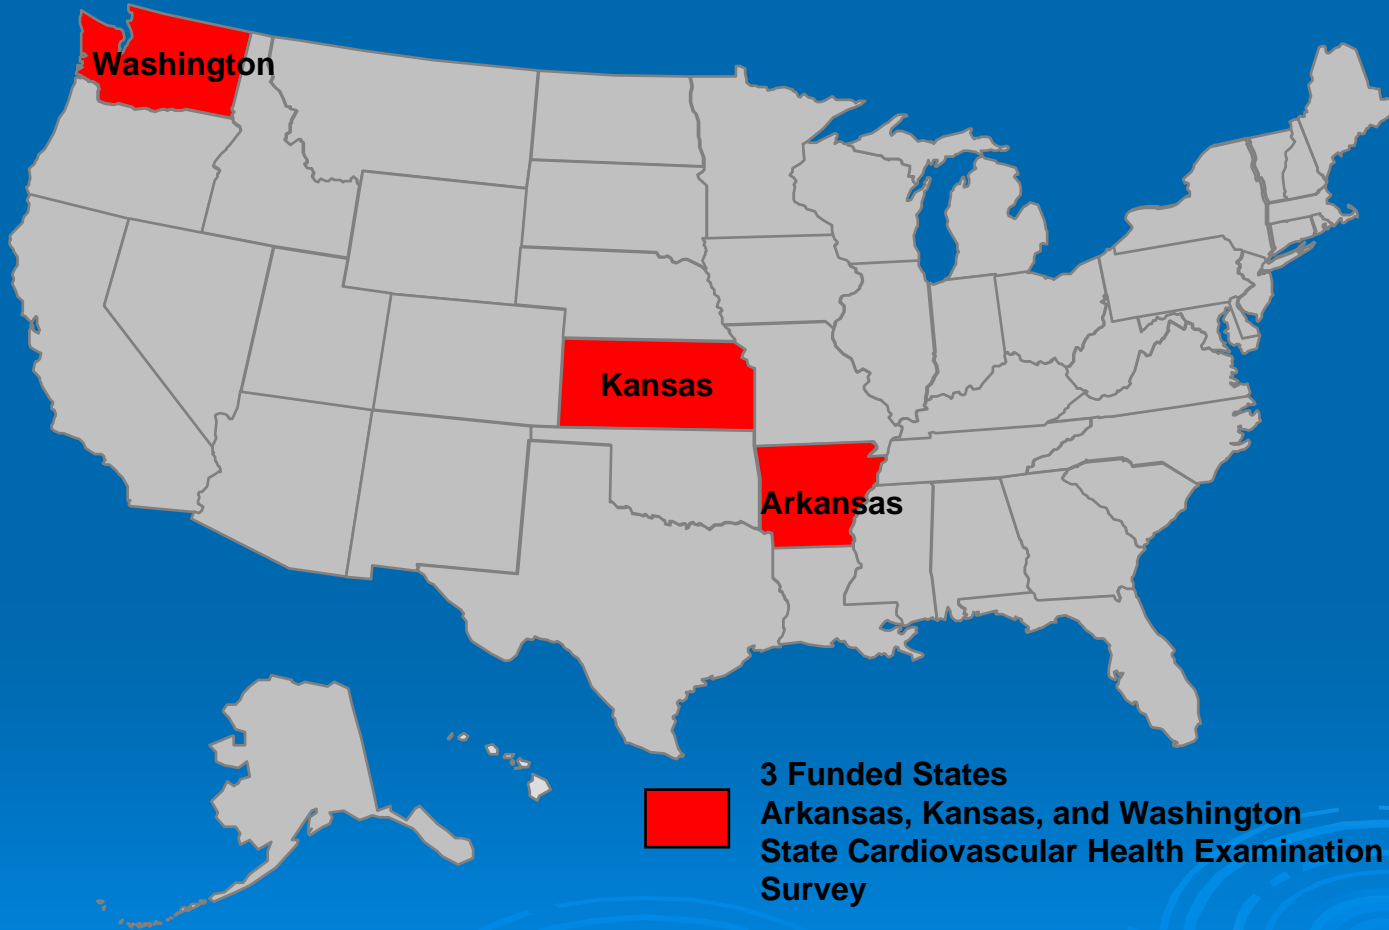 Washington
Kansas
Arkansas
3 Funded States
Arkansas, Kansas, and Washington
State Cardiovascular Health Examination
Survey